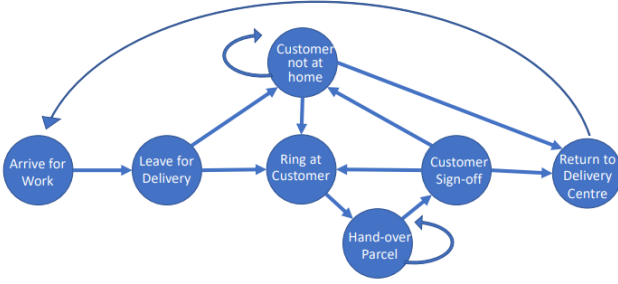 Customer
not at
home
Arrive for
Work
Leave for
Delivery
Ring at
Customer
Customer
Sign-off
Return to
Delivery
Centre
Hand-over
Parcel